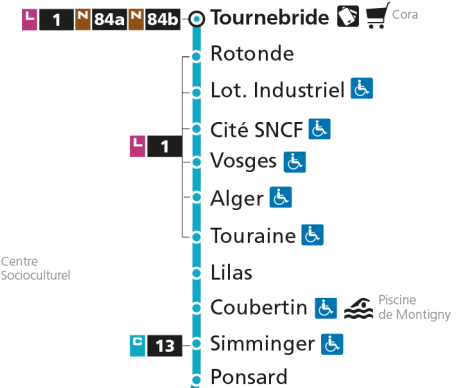 L 1 N 84a N 84b Tournebride Cora
Rotonde
Lot. Industriel
Cité SNCF
L 1
Vosges
Alger
Touraine
Centre
Socioculturel
Lilas
Coubertin
Piscine
de Montigny
C 13 Simminger
Ponsard